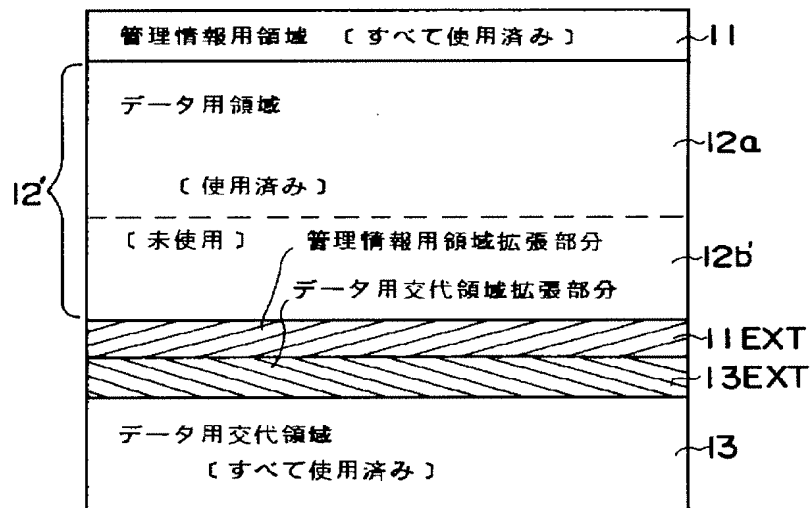 管理情報用領域 〔すべて使用済み〕
11
データ用領域
12a
〔使用済み〕
12'
〔未使用〕 管理情報用領域拡張部分
12b'
データ用交代領域拡張部分
11EXT
13EXT
データ用交代領域
13
〔すべて使用済み〕